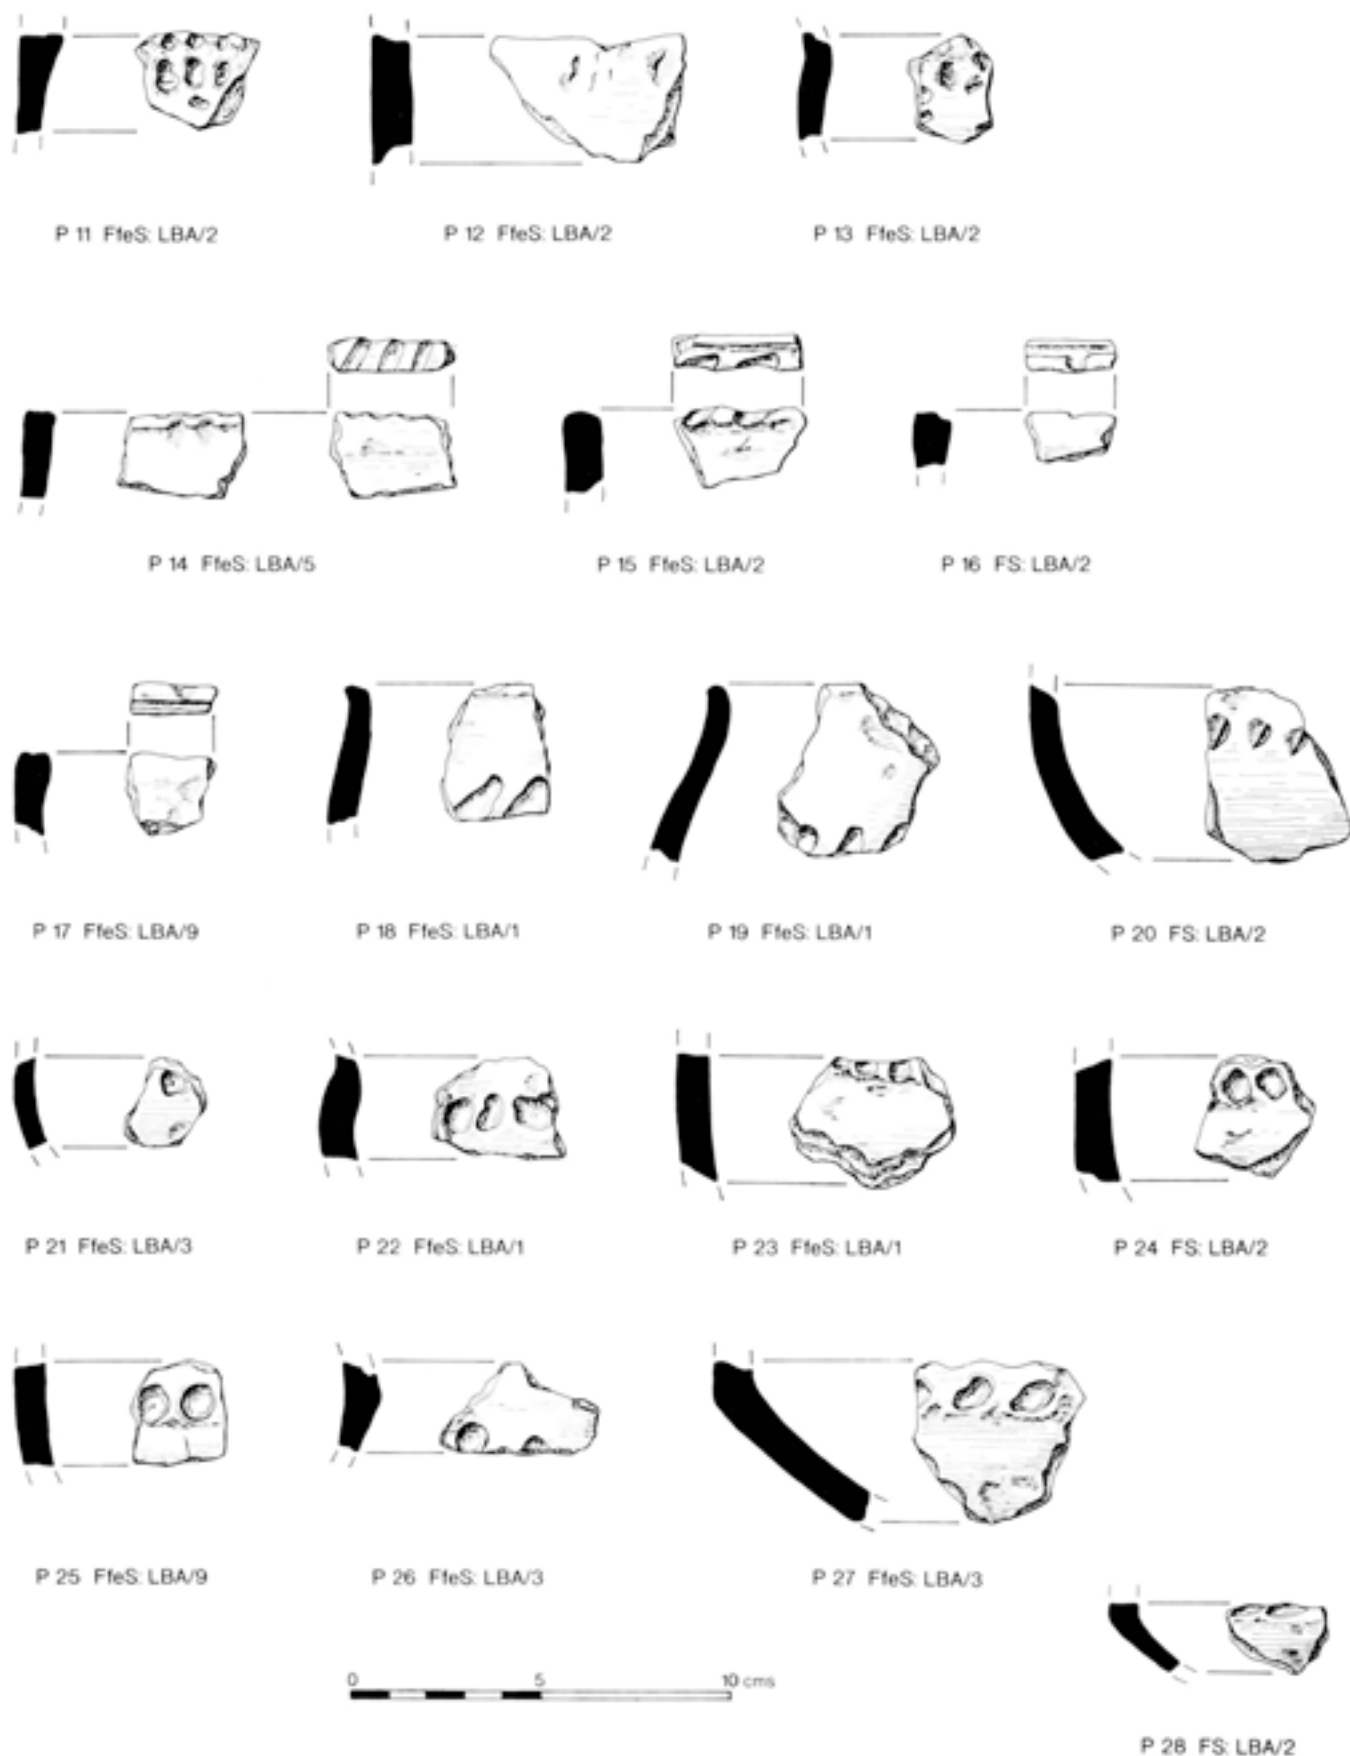 P 11 FfeS: LBA/2
P 12 FfeS: LBA/2
P 13 FfeS: LBA/2
P 14 FfeS: LBA/5
P 15 FfeS: LBA/2
P 16 FS: LBA/2
P 17 FfeS: LBA/9
P 18 FfeS: LBA/1
P 19 FfeS: LBA/1
P 20 FS: LBA/2
P 21 FfeS: LBA/3
P 22 FfeS: LBA/1
P 23 FfeS: LBA/1
P 24 FS: LBA/2
P 25 FfeS: LBA/9
P 26 FfeS: LBA/3
P 27 FfeS: LBA/3
0 5 10 cms
P 28 FS: LBA/2